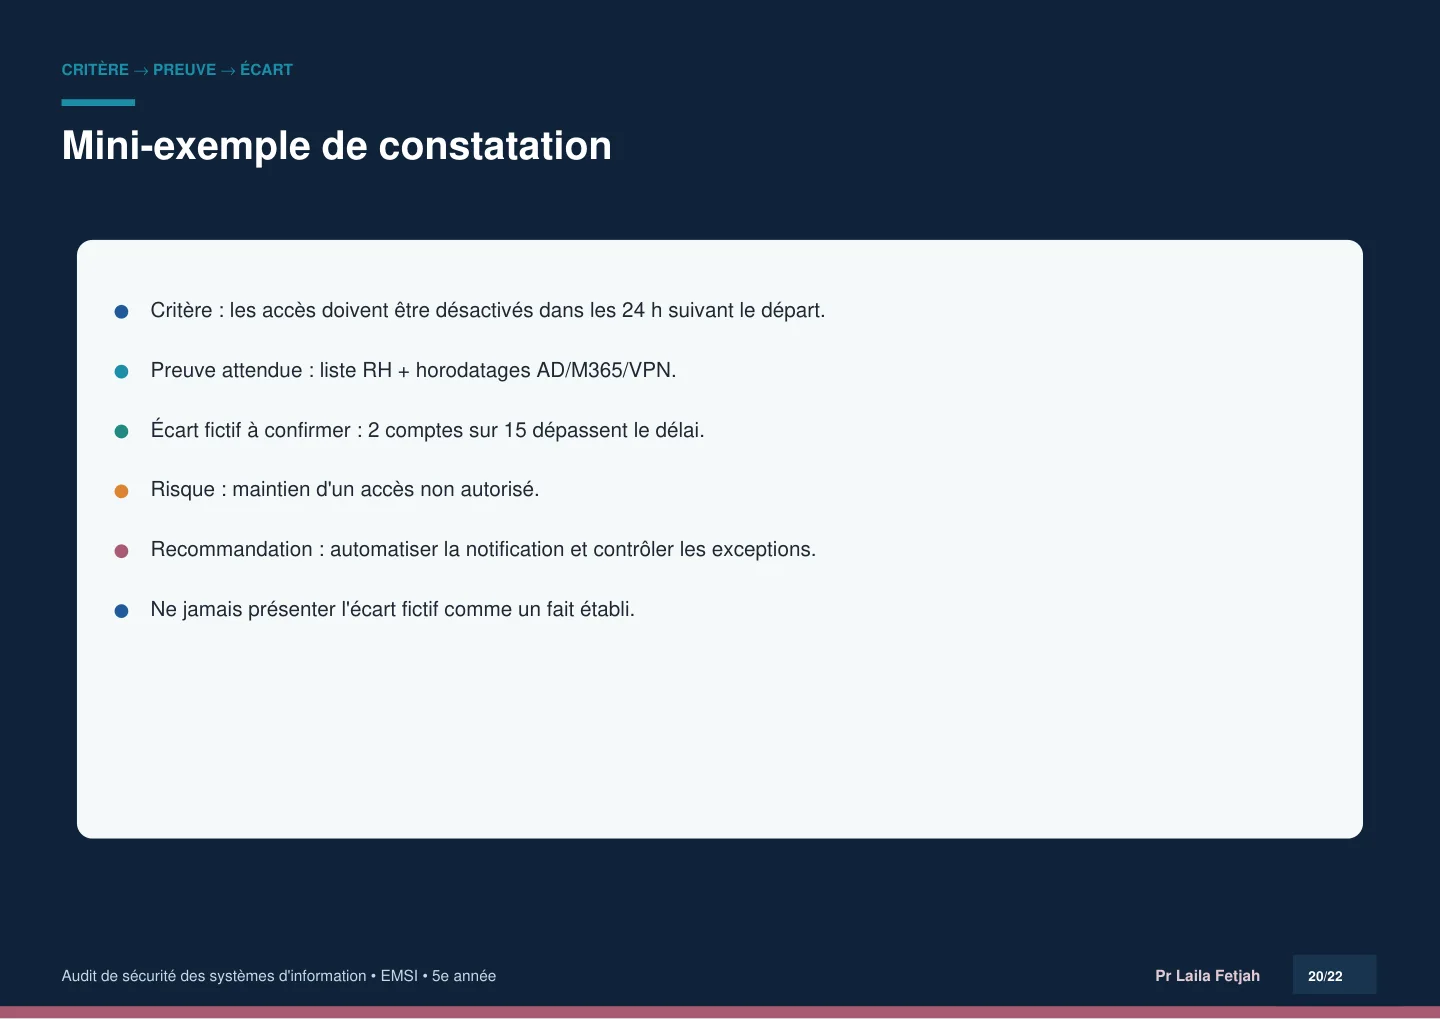 CRITÈRE → PREUVE → ÉCART
Mini-exemple de constatation
Critère : les accès doivent être désactivés dans les 24 h suivant le départ.
Preuve attendue : liste RH + horodatages AD/M365/VPN.
Écart fictif à confirmer : 2 comptes sur 15 dépassent le délai.
Risque : maintien d'un accès non autorisé.
Recommandation : automatiser la notification et contrôler les exceptions.
Ne jamais présenter l'écart fictif comme un fait établi.
Audit de sécurité des systèmes d'information • EMSI • 5e année
Pr Laila Fetjah
20/22